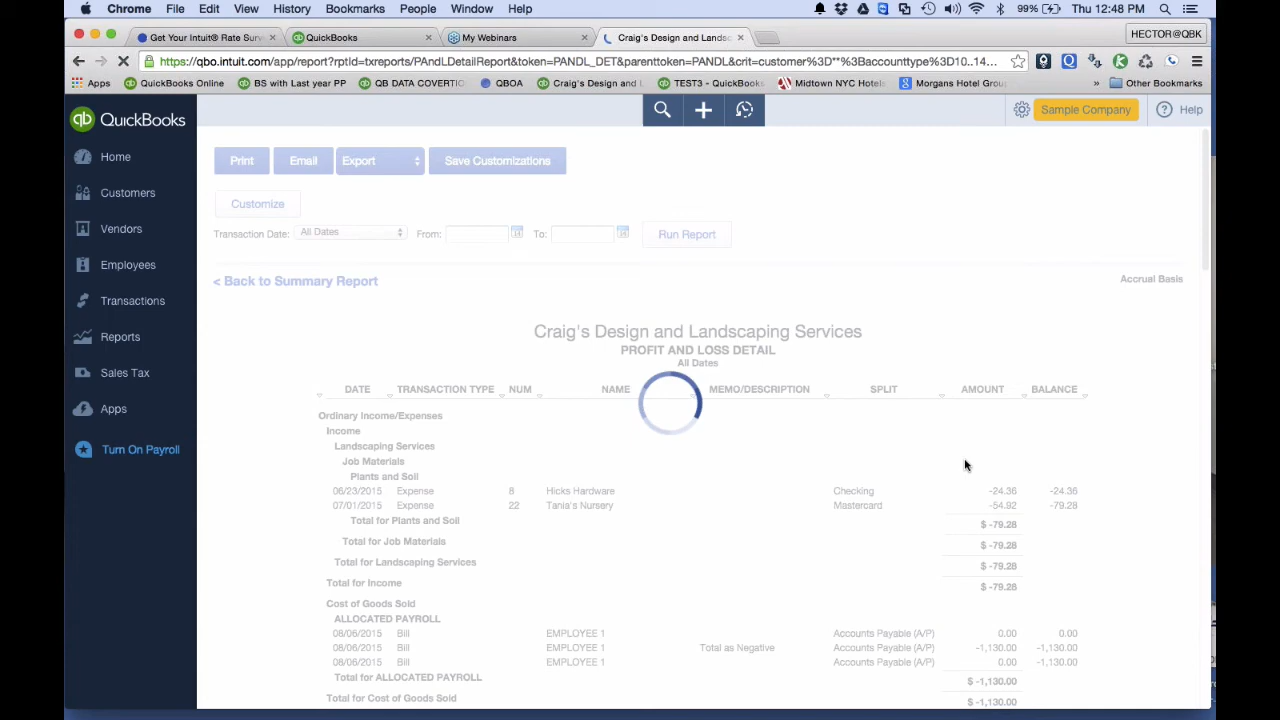 Chrome File Edit View History Bookmarks People Window Help 99% Thu 12:48 PM
Get Your Intuit® Rate Surv × QuickBooks × My Webinars × Craig's Design and Landsc × HECTOR@QBK
https://qbo.intuit.com/app/report?rptId=txreports/PAndLDetailReport&token=PANDL_DET&parenttoken=PANDL&crit=customer%3D**%3Baccounttype%3D10..14...
Apps QuickBooks Online BS with Last year PP QB DATA COVERTIO QBOA Craig's Design and L TEST3 - QuickBooks Midtown NYC Hotels Morgans Hotel Grou » Other Bookmarks
qb QuickBooks
Sample Company Help
Home
Customers
Vendors
Employees
Transactions
Reports
Sales Tax
Apps
Turn On Payroll
Print Email Export Save Customizations
Customize
Transaction Date: All Dates From: To: Run Report
< Back to Summary Report Accrual Basis
Craig's Design and Landscaping Services
PROFIT AND LOSS DETAIL
All Dates
DATE TRANSACTION TYPE NUM NAME MEMO/DESCRIPTION SPLIT AMOUNT BALANCE
Ordinary Income/Expenses
Income
Landscaping Services
Job Materials
Plants and Soil
06/23/2015 Expense 8 Hicks Hardware Checking -24.36 -24.36
07/01/2015 Expense 22 Tania's Nursery Mastercard -54.92 -79.28
Total for Plants and Soil $ -79.28
Total for Job Materials $ -79.28
Total for Landscaping Services $ -79.28
Total for Income $ -79.28
Cost of Goods Sold
ALLOCATED PAYROLL
08/06/2015 Bill EMPLOYEE 1 Accounts Payable (A/P) 0.00 0.00
08/06/2015 Bill EMPLOYEE 1 Total as Negative Accounts Payable (A/P) -1,130.00 -1,130.00
08/06/2015 Bill EMPLOYEE 1 Accounts Payable (A/P) 0.00 -1,130.00
Total for ALLOCATED PAYROLL $ -1,130.00
Total for Cost of Goods Sold $ -1,130.00